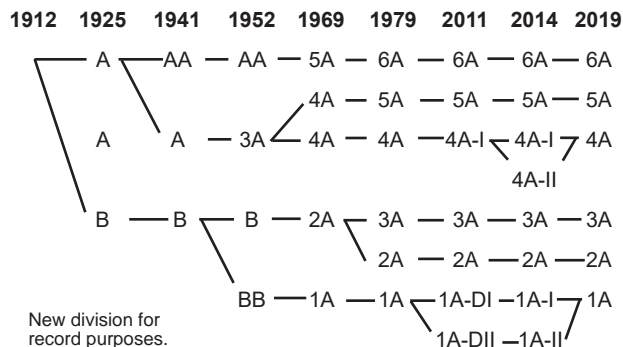 1912 1925 1941 1952 1969 1979 2011 2014 2019
A AA AA 5A 6A 6A 6A 6A
4A 5A 5A 5A 5A
A A 3A 4A 4A 4A-I 4A-I 4A
4A-II
B B B 2A 3A 3A 3A 3A
2A 2A 2A 2A
BB 1A 1A 1A-DI 1A-I 1A
New division for
record purposes. 1A-DII 1A-II